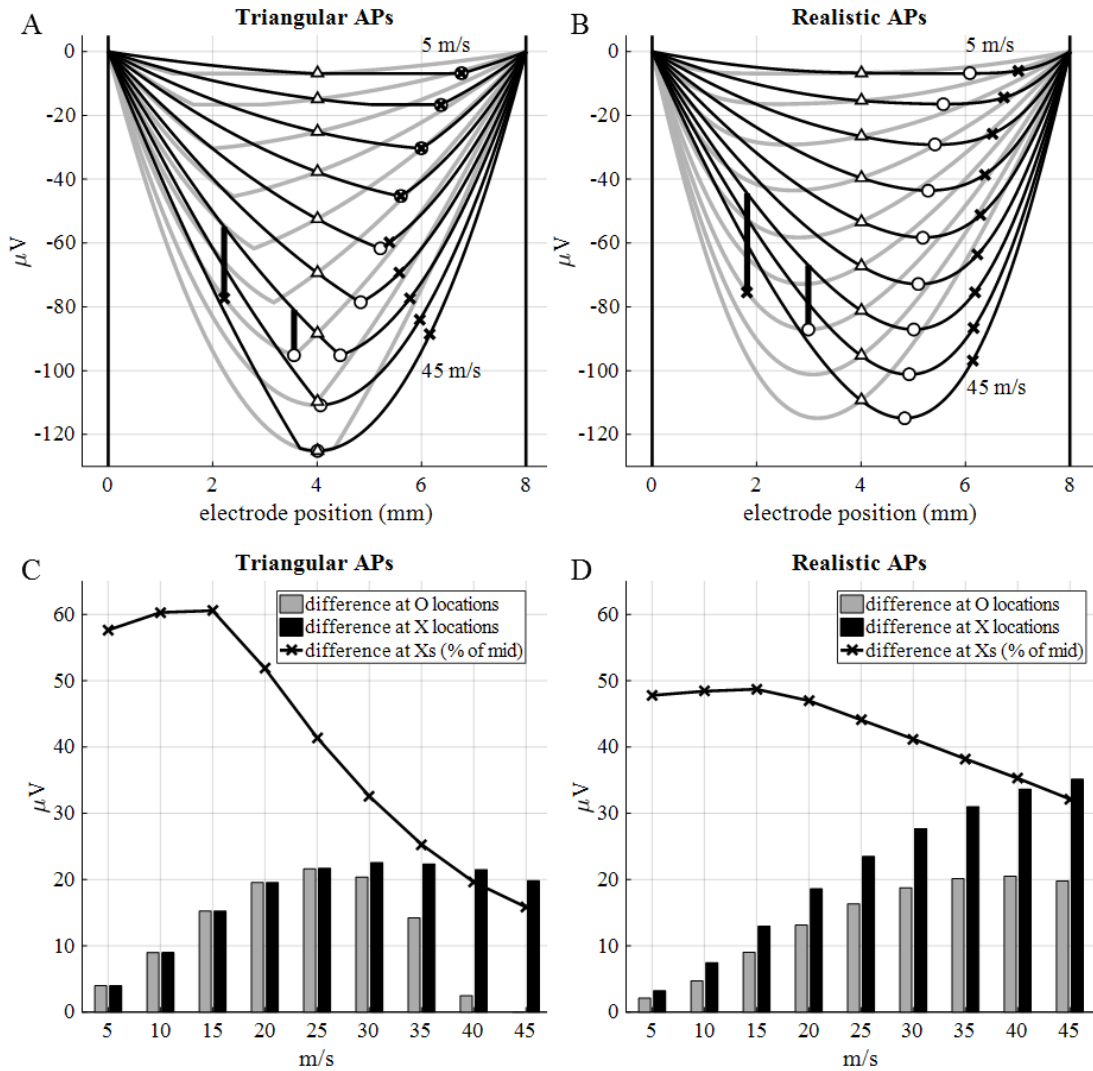 A
Triangular APs
5 m/s
0
-20
-40
-60
-80
-100
-120
μV
45 m/s
0 2 4 6 8
electrode position (mm)
B
Realistic APs
5 m/s
0
-20
-40
-60
-80
-100
-120
μV
45 m/s
0 2 4 6 8
electrode position (mm)
C
Triangular APs
difference at O locations
difference at X locations
difference at Xs (% of mid)
60
50
40
30
20
10
0
μV
5 10 15 20 25 30 35 40 45
m/s
D
Realistic APs
difference at O locations
difference at X locations
difference at Xs (% of mid)
60
50
40
30
20
10
0
μV
5 10 15 20 25 30 35 40 45
m/s